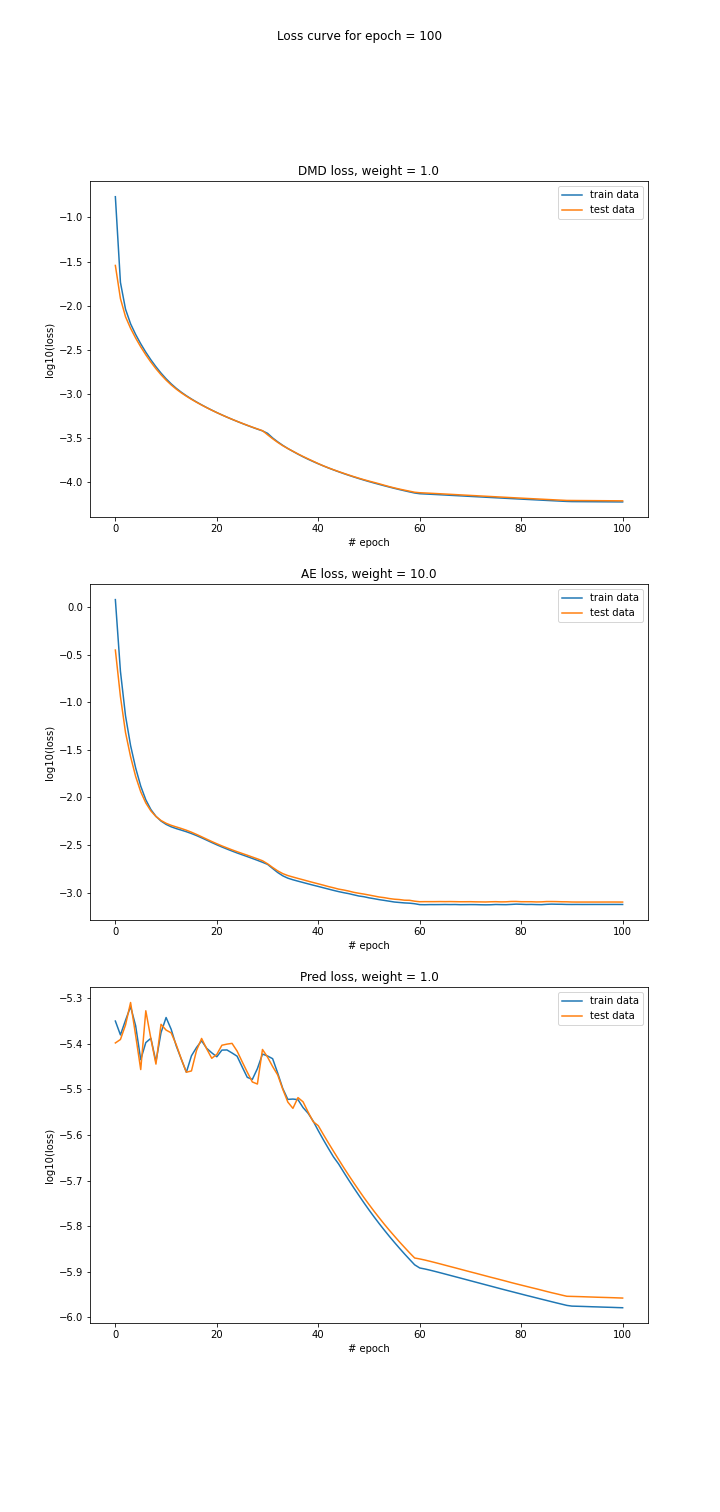 Loss curve for epoch = 100
DMD loss, weight = 1.0
train data
test data
−1.0
−1.5
−2.0
−2.5
−3.0
−3.5
−4.0
log10(loss)
0 20 40 60 80 100
# epoch
AE loss, weight = 10.0
train data
test data
0.0
−0.5
−1.0
−1.5
−2.0
−2.5
−3.0
log10(loss)
0 20 40 60 80 100
# epoch
Pred loss, weight = 1.0
train data
test data
−5.3
−5.4
−5.5
−5.6
−5.7
−5.8
−5.9
−6.0
log10(loss)
0 20 40 60 80 100
# epoch